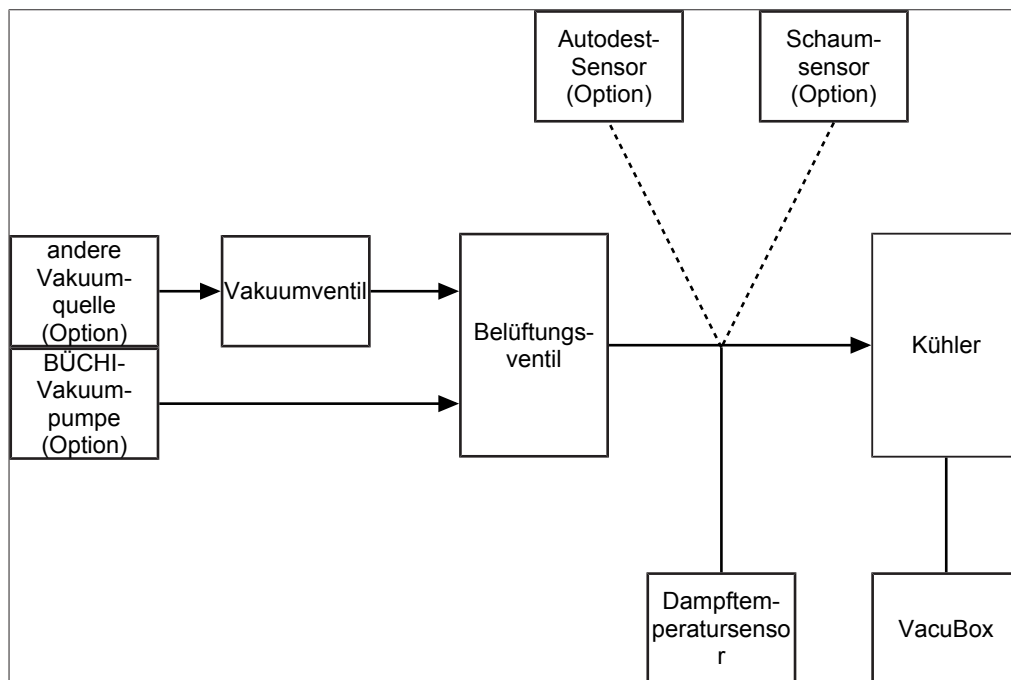 Autodest-
Sensor
(Option)
Schaum-
sensor
(Option)
andere
Vakuum-
quelle
(Option)
Vakuumventil
Belüftungs-
ventil
Kühler
BÜCHI-
Vakuum-
pumpe
(Option)
Dampftem-
peratursenso
r
VacuBox